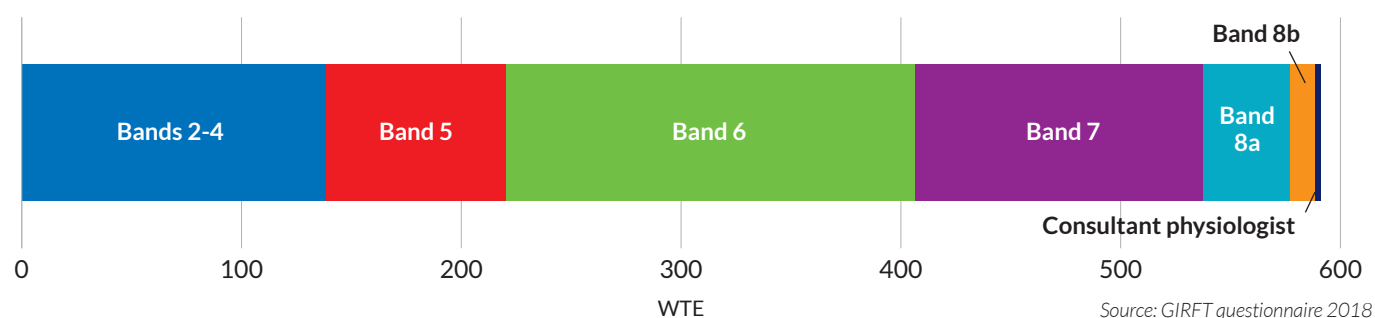 Band 8b
Bands 2-4
Band 5
Band 6
Band 7
Band
8a
Consultant physiologist
0 100 200 300 400 500 600
WTE
Source: GIRFT questionnaire 2018